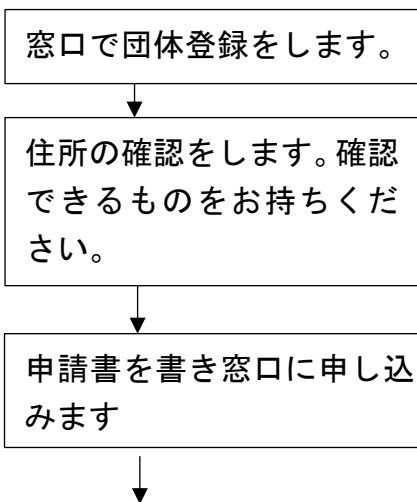 窓口で団体登録をします。
住所の確認をします。確認
できるものをお持ちくだ
さい。
申請書を書き窓口に申し込
みます